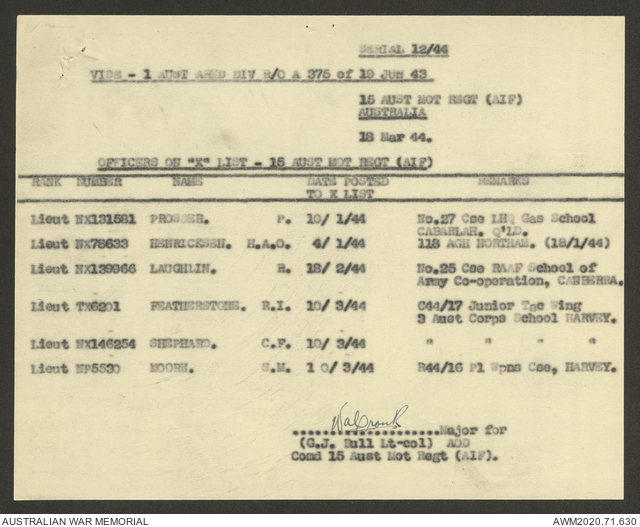 SERIAL 12/44
VIDE - 1 AUST ARMD DIV R/O A 375 of 19 JUN 43
15 AUST MOT REGT (AIF)
AUSTRALIA
18 Mar 44.
OFFICERS ON "X" LIST - 15 AUST MOT REGT (AIF)
RANK NUMBER NAME DATE POSTED TO X LIST REMARKS
Lieut NX131581 PROSSER. P. 10/ 1/44 No.27 Cse LHQ Gas School
CABARLAH. Q'LD.
Lieut NX78633 HENRICKSEN. H.A.O. 4/ 1/44 118 AGH NORTHAM. (18/1/44)
Lieut NX139966 LAUGHLIN. R. 18/ 2/44 No.25 Cse RAAF School of
Army Co-operation, CANBERRA.
Lieut TX6201 FEATHERSTONE. R.I. 10/ 3/44 C44/17 Junior Tac Wing
3 Aust Corps School HARVEY.
Lieut NX146254 SHEPHARD. C.F. 10/ 3/44 " " " "
Lieut NP5530 MOORE. S.M. 1 0/ 3/44 R44/16 Pl Wpns Cse, HARVEY.
....................Major for
(G.J. Bull Lt-col) AOD
Comd 15 Aust Mot Regt (AIF).
AUSTRALIAN WAR MEMORIAL
AWM2020.71.630